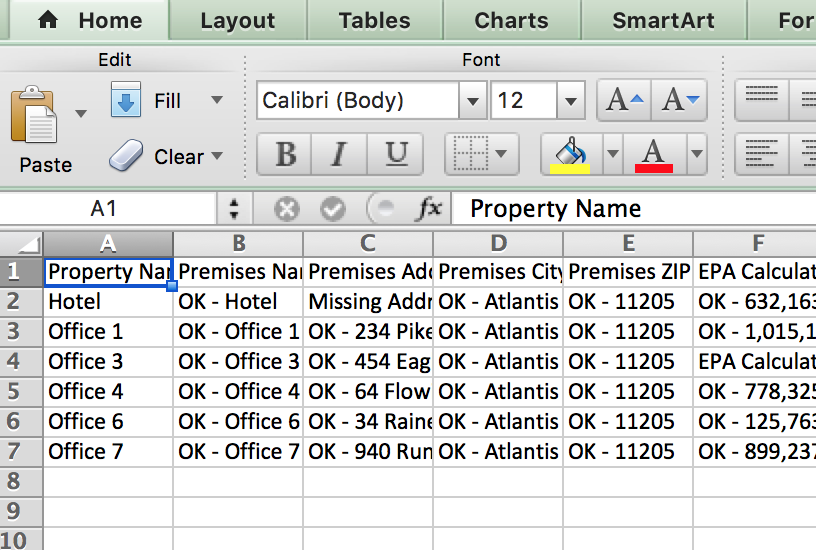 Home Layout Tables Charts SmartArt For
Edit Font
Fill Calibri (Body) 12 A A
Paste Clear B I U A
A1 fx Property Name
A B C D E F
1 Property Nam Premises Nam Premises Add Premises City Premises ZIP EPA Calculat
2 Hotel OK - Hotel Missing Addr OK - Atlantis OK - 11205 OK - 632,163
3 Office 1 OK - Office 1 OK - 234 Pike OK - Atlantis OK - 11205 OK - 1,015,1
4 Office 3 OK - Office 3 OK - 454 Eag OK - Atlantis OK - 11205 EPA Calculat
5 Office 4 OK - Office 4 OK - 64 Flow OK - Atlantis OK - 11205 OK - 778,325
6 Office 6 OK - Office 6 OK - 34 Raine OK - Atlantis OK - 11205 OK - 125,763
7 Office 7 OK - Office 7 OK - 940 Run OK - Atlantis OK - 11205 OK - 899,237
8
9
10